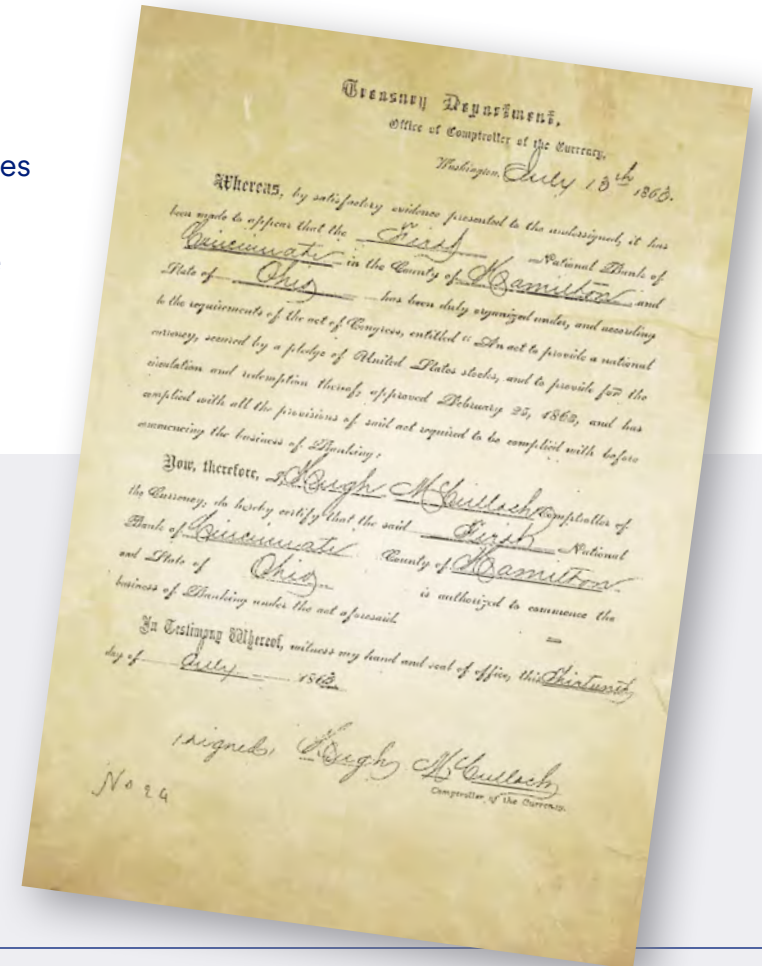 es
Treasury Department,
Office of Comptroller of the Currency,
Washington, July 13th 1863.
Whereas, by satisfactory evidence presented to the undersigned, it has
been made to appear that the First National Bank of
Cincinnati in the County of Hamilton and
State of Ohio has been duly organized under, and according
to the requirements of the act of Congress, entitled "An act to provide a national
currency, secured by a pledge of United States stocks, and to provide for the
circulation and redemption thereof, approved February 25, 1863, and has
complied with all the provisions of said act required to be complied with before
commencing the business of Banking:
Now, therefore, I, Hugh McCulloch Comptroller of
the Currency, do hereby certify that the said First National
Bank of Cincinnati County of Hamilton
and State of Ohio is authorized to commence the
business of Banking under the act aforesaid.
In Testimony Whereof, witness my hand and seal of office, this Thirteenth
day of July 1863
signed, Hugh McCulloch
Comptroller of the Currency.
No 24